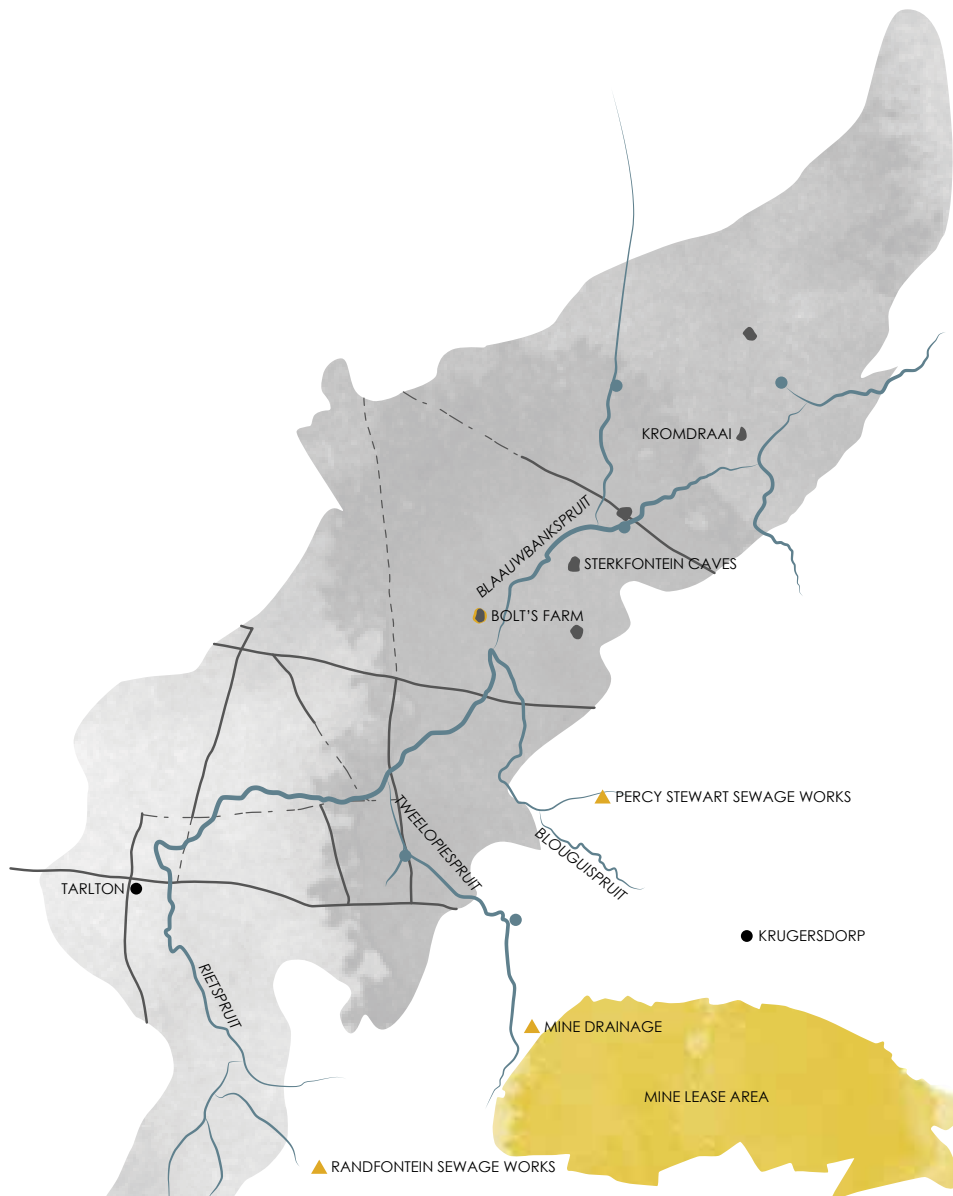 KROMDRAAI
BLAAUWBANKSPRUIT
STERKFONTEIN CAVES
BOLT'S FARM
PERCY STEWART SEWAGE WORKS
TWEELOPIESPRUIT
BLOUGUISPRUIT
TARLTON
KRUGERSDORP
RIETSPRUIT
MINE DRAINAGE
MINE LEASE AREA
RANDFONTEIN SEWAGE WORKS